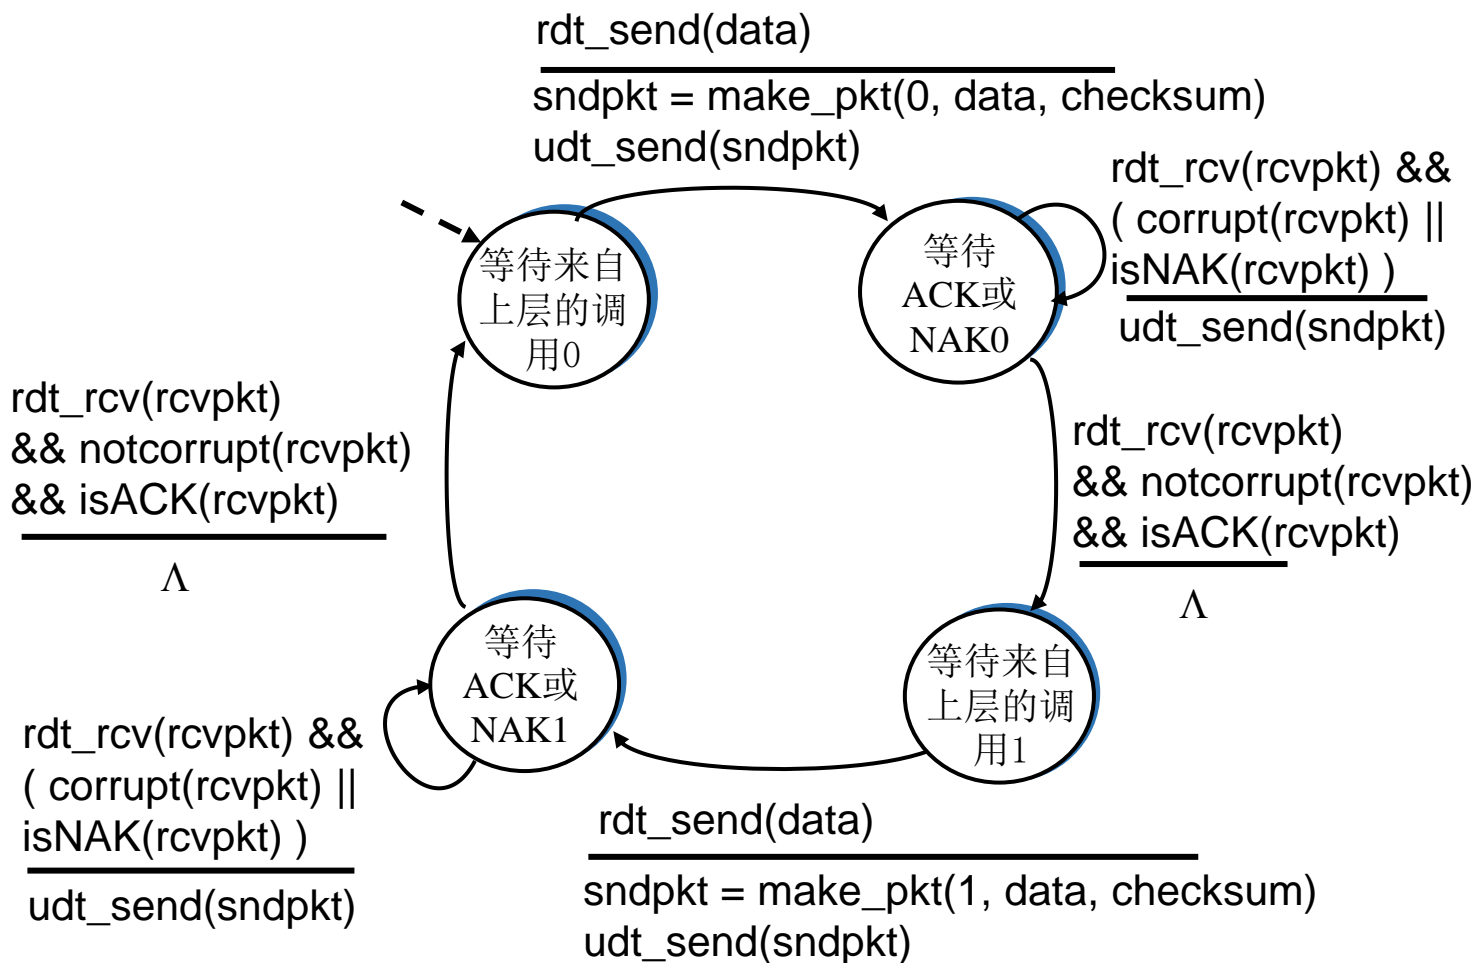 rdt_send(data)
sndpkt = make_pkt(0, data, checksum)
udt_send(sndpkt)
rdt_rcv(rcvpkt) &&
( corrupt(rcvpkt) ||
isNAK(rcvpkt) )
udt_send(sndpkt)
等待来自
上层的调
用0
等待
ACK或
NAK0
rdt_rcv(rcvpkt)
&& notcorrupt(rcvpkt)
&& isACK(rcvpkt)
Λ
rdt_rcv(rcvpkt)
&& notcorrupt(rcvpkt)
&& isACK(rcvpkt)
Λ
等待
ACK或
NAK1
等待来自
上层的调
用1
rdt_rcv(rcvpkt) &&
( corrupt(rcvpkt) ||
isNAK(rcvpkt) )
udt_send(sndpkt)
rdt_send(data)
sndpkt = make_pkt(1, data, checksum)
udt_send(sndpkt)